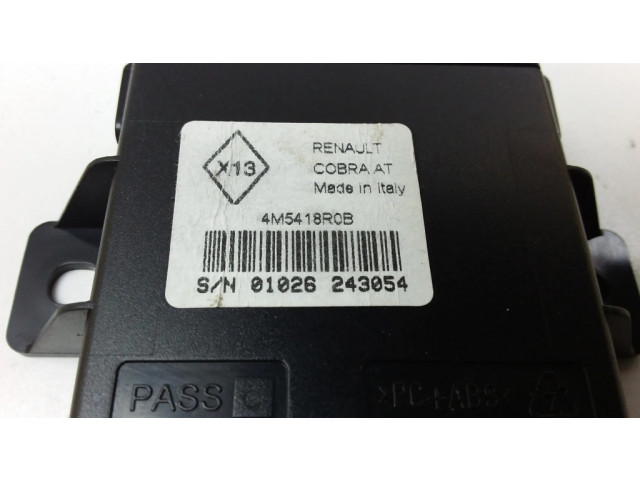 X13
RENAULT
COBRA AT
Made in Italy
4M5418R0B
S/N 01026 243054
PASS C
>PC+ABS<